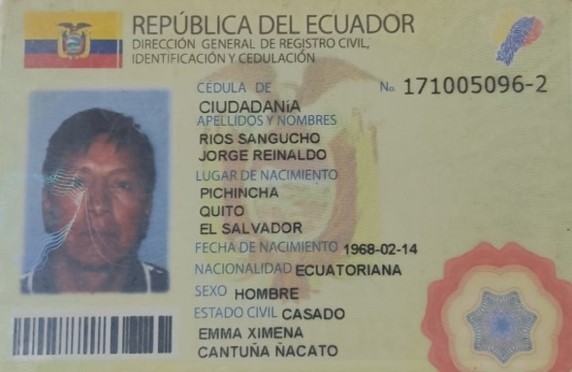 REPÚBLICA DEL ECUADOR
DIRECCIÓN GENERAL DE REGISTRO CIVIL,
IDENTIFICACIÓN Y CEDULACIÓN
CÉDULA DE No. 171005096-2
CIUDADANÍA
APELLIDOS Y NOMBRES
RIOS SANGUCHO
JORGE REINALDO
LUGAR DE NACIMIENTO
PICHINCHA
QUITO
EL SALVADOR
FECHA DE NACIMIENTO 1968-02-14
NACIONALIDAD ECUATORIANA
SEXO HOMBRE
ESTADO CIVIL CASADO
EMMA XIMENA
CANTUÑA ÑACATO